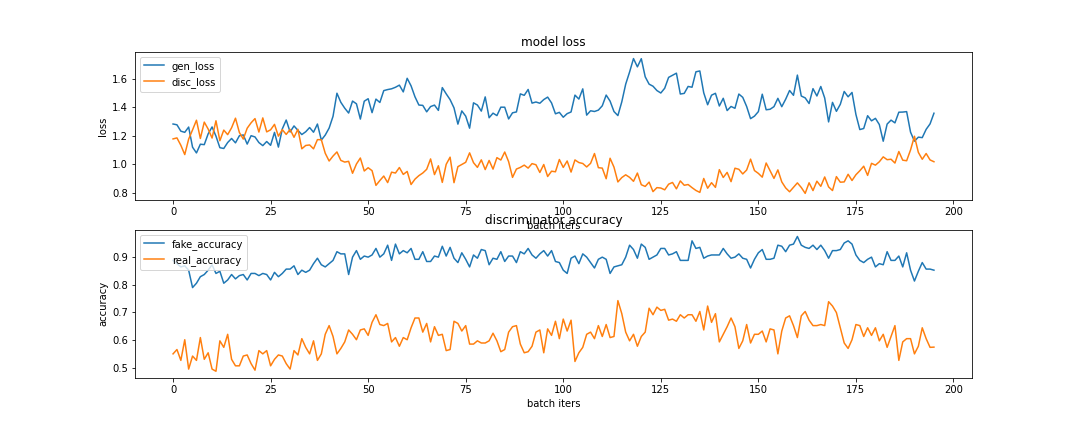 model loss
gen_loss
disc_loss
loss
1.6
1.4
1.2
1.0
0.8
0 25 50 75 100 125 150 175 200
batch iters
discriminator accuracy
fake_accuracy
real_accuracy
accuracy
0.9
0.8
0.7
0.6
0.5
0 25 50 75 100 125 150 175 200
batch iters